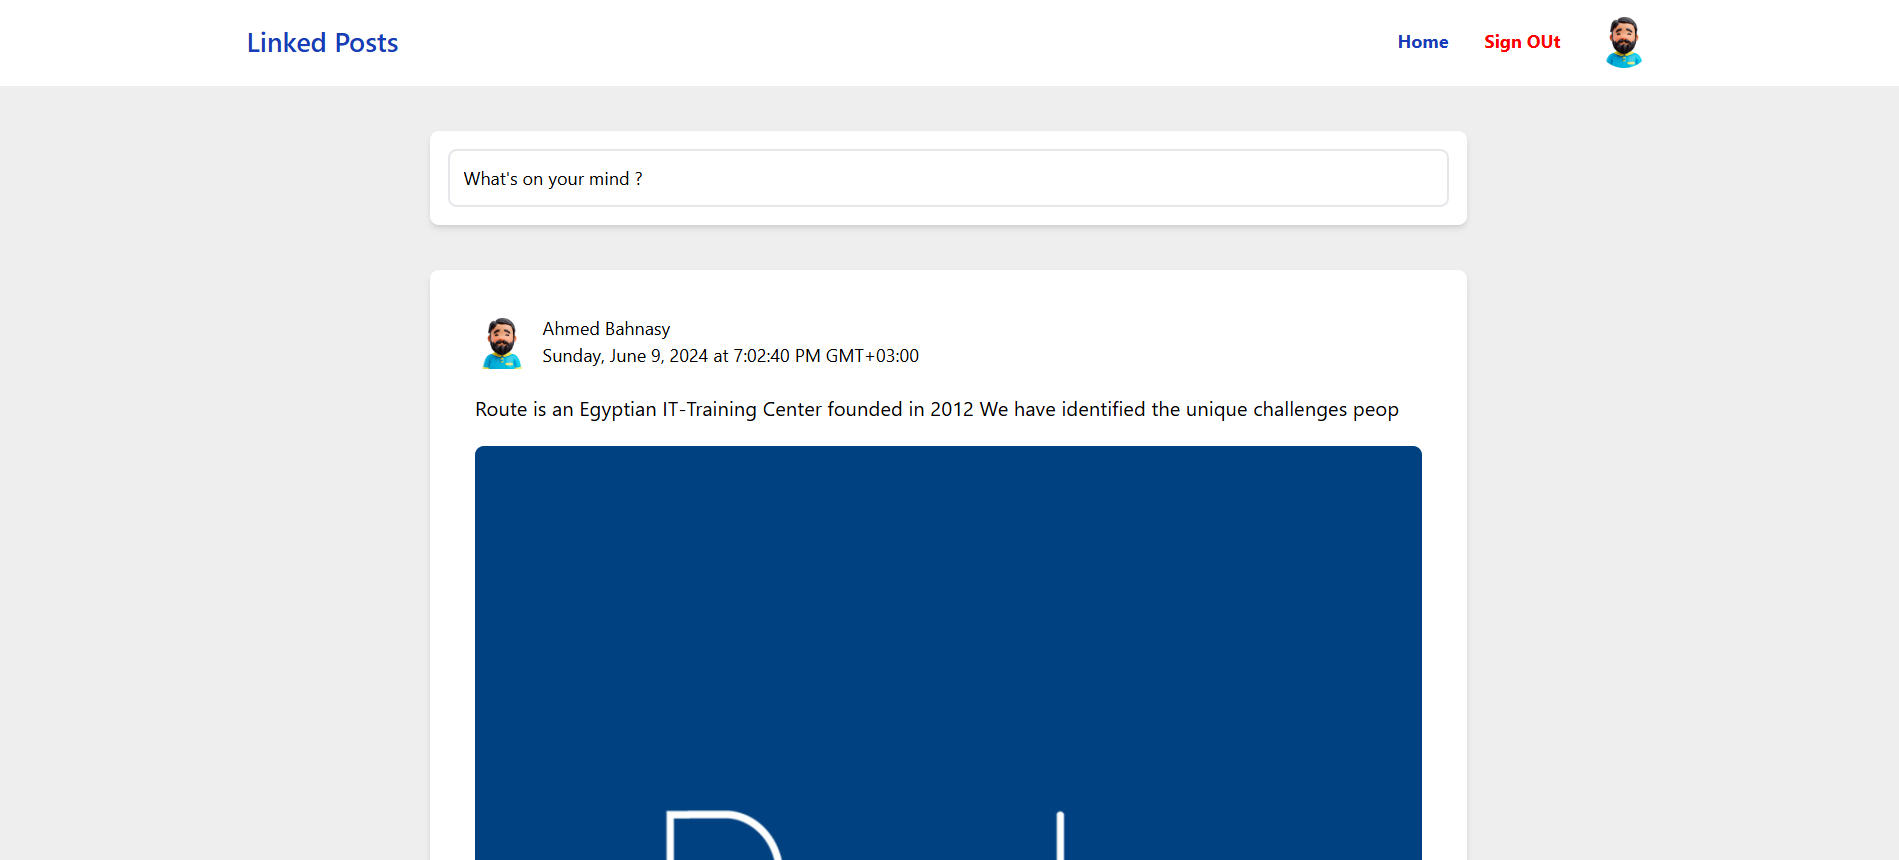 Linked Posts
Home
Sign OUt
What's on your mind ?
Ahmed Bahnasy
Sunday, June 9, 2024 at 7:02:40 PM GMT+03:00
Route is an Egyptian IT-Training Center founded in 2012 We have identified the unique challenges peop